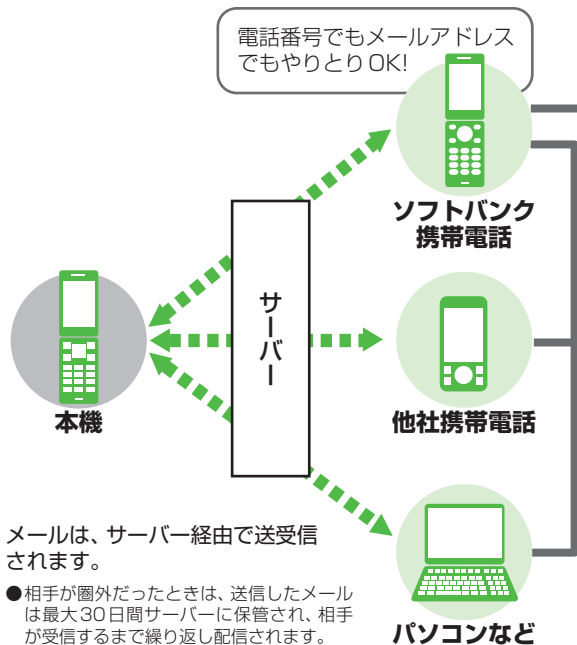 電話番号でもメールアドレス
でもやりとりOK!
ソフトバンク
携帯電話
サーバー
本機
他社携帯電話
メールは、サーバー経由で送受信
されます。
●相手が圏外だったときは、送信したメール
は最大30日間サーバーに保管され、相手
が受信するまで繰り返し配信されます。
パソコンなど